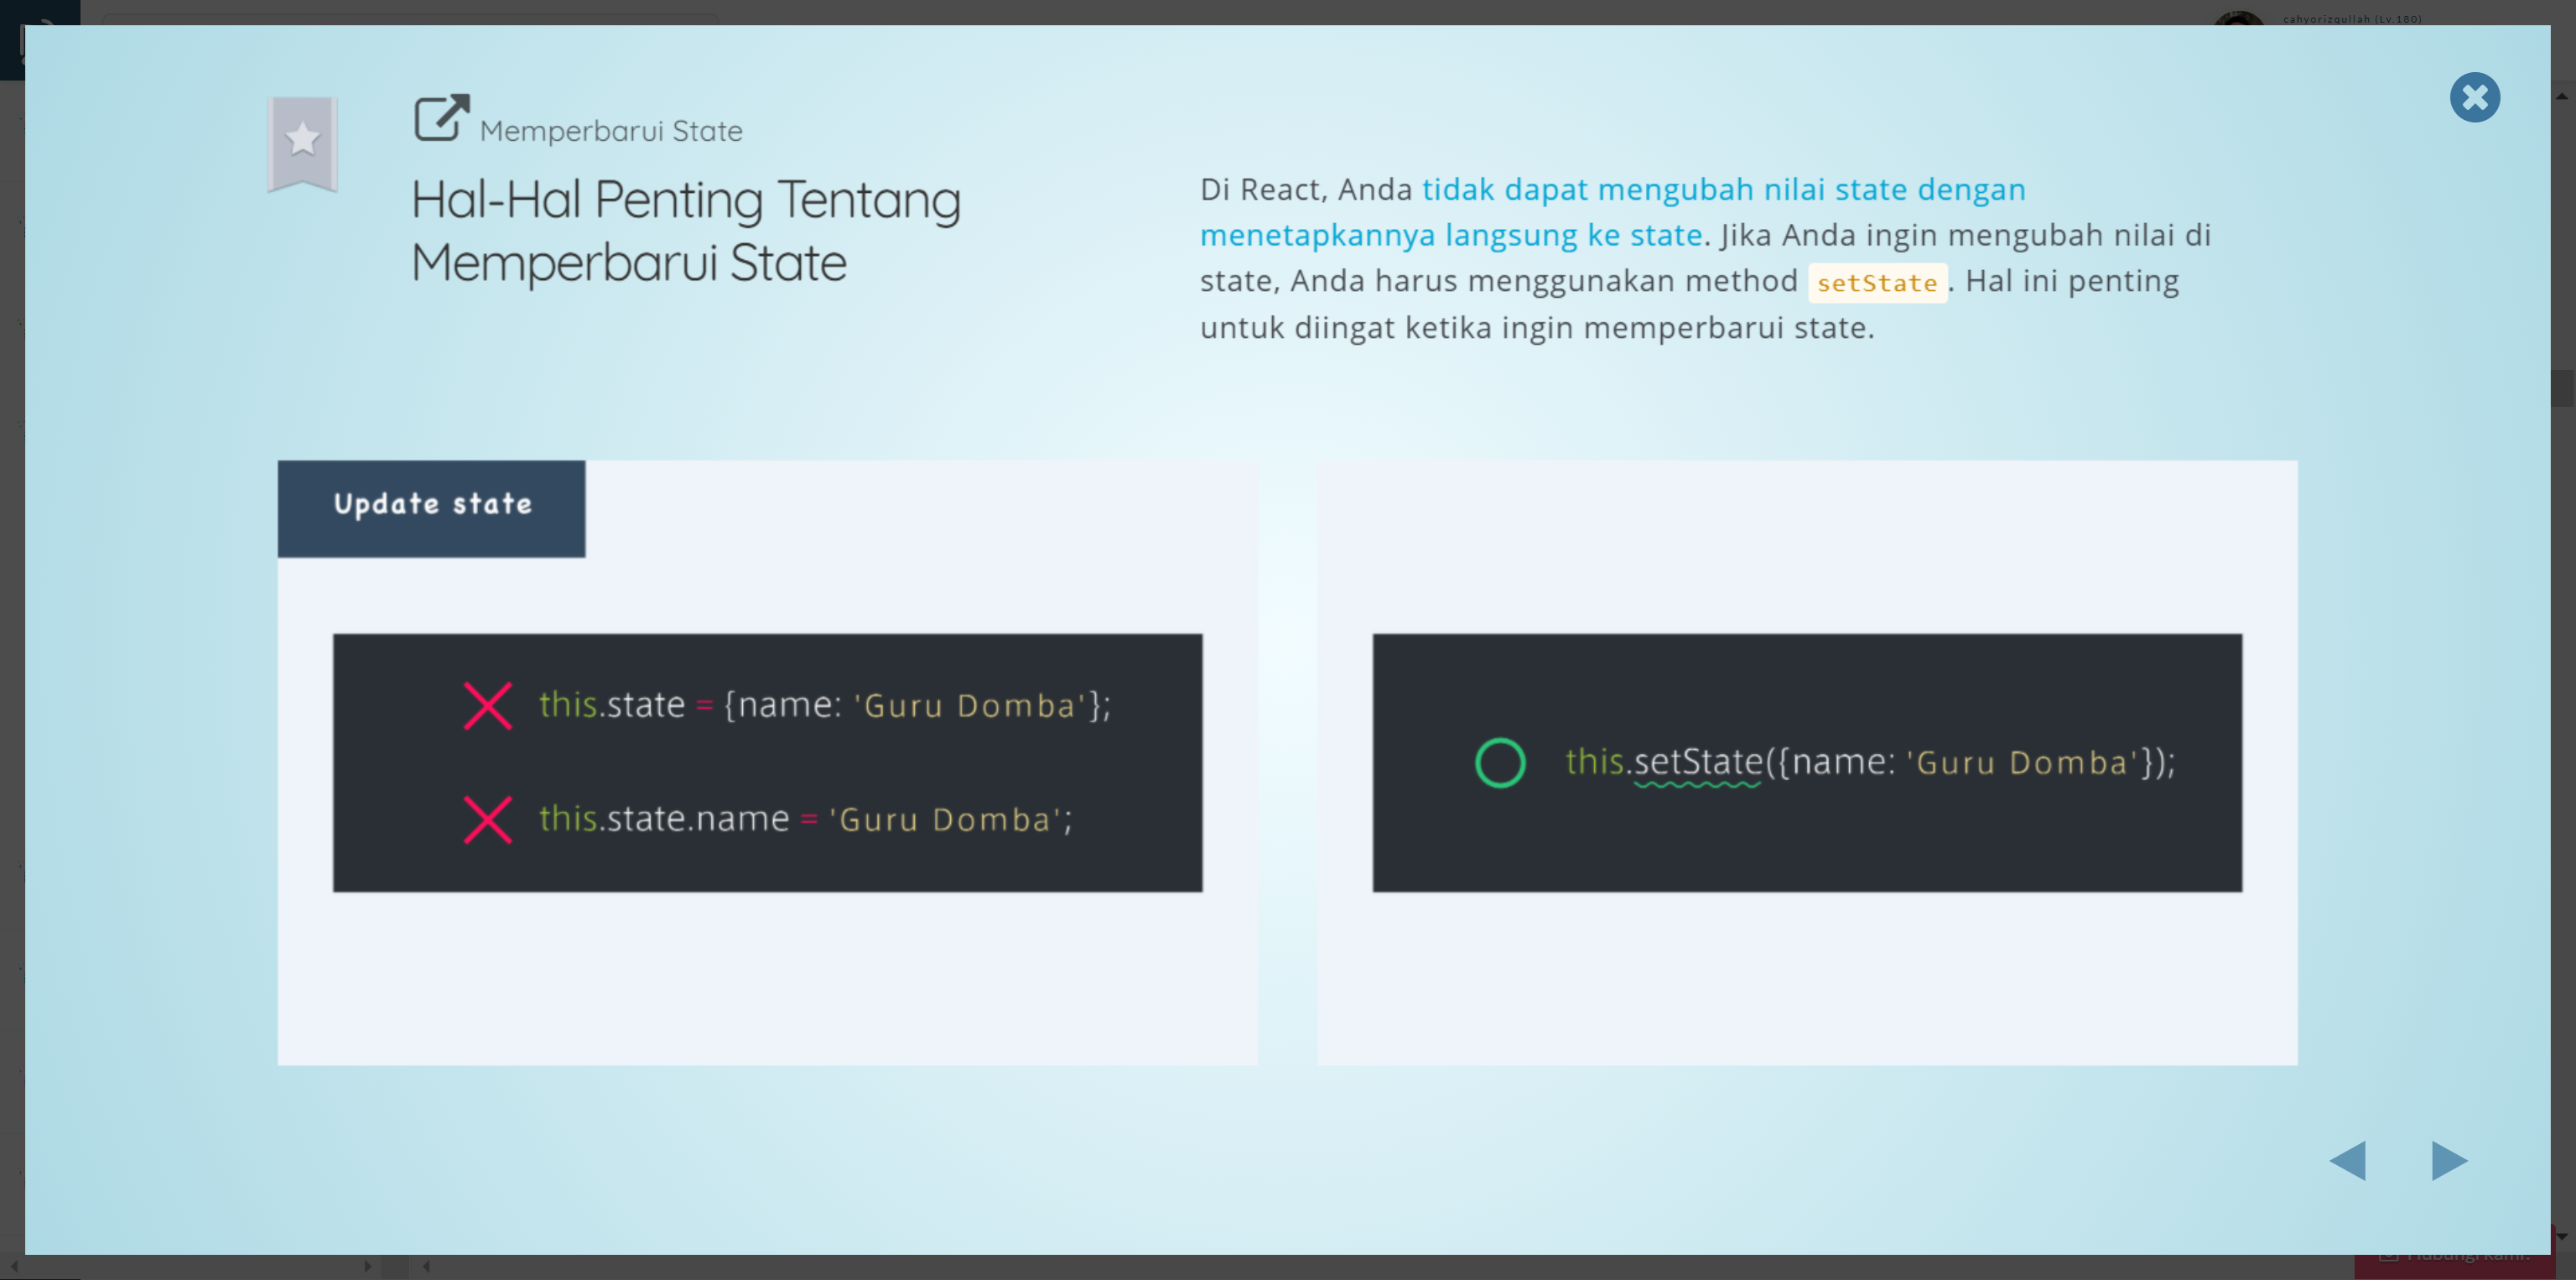 cahyorizqullah (Lv.180)
Memperbarui State
Hal-Hal Penting Tentang
Memperbarui State
Di React, Anda tidak dapat mengubah nilai state dengan
menetapkannya langsung ke state. Jika Anda ingin mengubah nilai di
state, Anda harus menggunakan method setState. Hal ini penting
untuk diingat ketika ingin memperbarui state.
Update state
this.state = {name: 'Guru Domba'};
this.state.name = 'Guru Domba';
this.setState({name: 'Guru Domba'});
Hubungi kami!